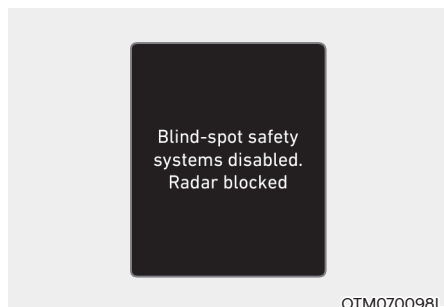 Blind-spot safety
systems disabled.
Radar blocked
OTM070098L